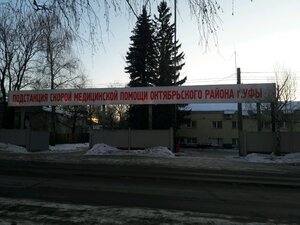 ПОДСТАНЦИЯ СКОРОЙ МЕДИЦИНСКОЙ ПОМОЩИ ОКТЯБРЬСКОГО РАЙОНА Г.УФЫ